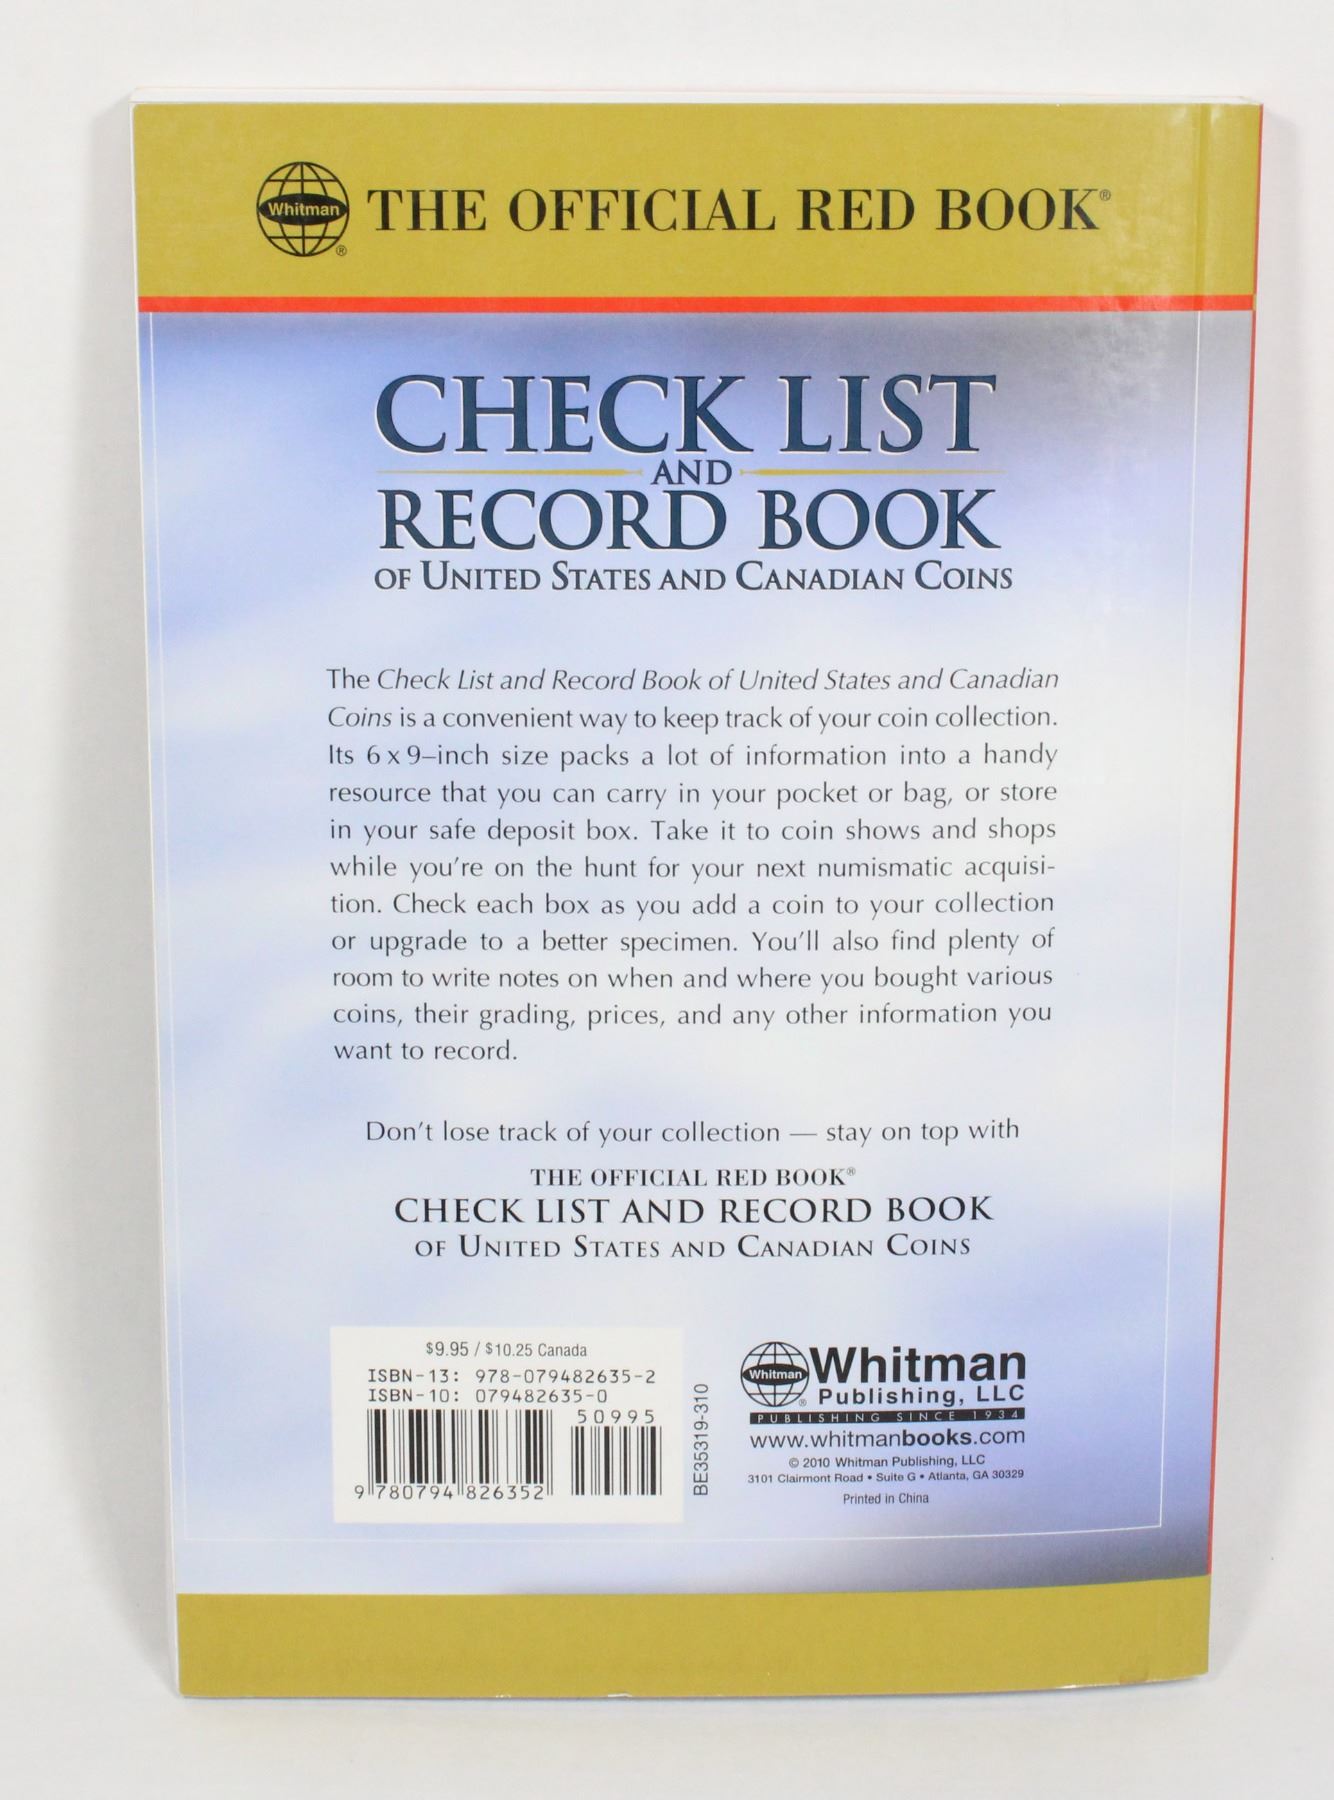 Whitman
®
THE OFFICIAL RED BOOK®
CHECK LIST
AND
RECORD BOOK
OF UNITED STATES AND CANADIAN COINS
The Check List and Record Book of United States and Canadian
Coins is a convenient way to keep track of your coin collection.
Its 6 x 9–inch size packs a lot of information into a handy
resource that you can carry in your pocket or bag, or store
in your safe deposit box. Take it to coin shows and shops
while you're on the hunt for your next numismatic acquisi-
tion. Check each box as you add a coin to your collection
or upgrade to a better specimen. You'll also find plenty of
room to write notes on when and where you bought various
coins, their grading, prices, and any other information you
want to record.
Don't lose track of your collection — stay on top with
THE OFFICIAL RED BOOK®
CHECK LIST AND RECORD BOOK
OF UNITED STATES AND CANADIAN COINS
$9.95 / $10.25 Canada
ISBN-13: 978-079482635-2
ISBN-10: 079482635-0
50995
9 780794 826352
BE35319-310
Whitman
®
Whitman
Publishing, LLC
PUBLISHING SINCE 1934
www.whitmanbooks.com
© 2010 Whitman Publishing, LLC
3101 Clairmont Road • Suite G • Atlanta, GA 30329
Printed in China